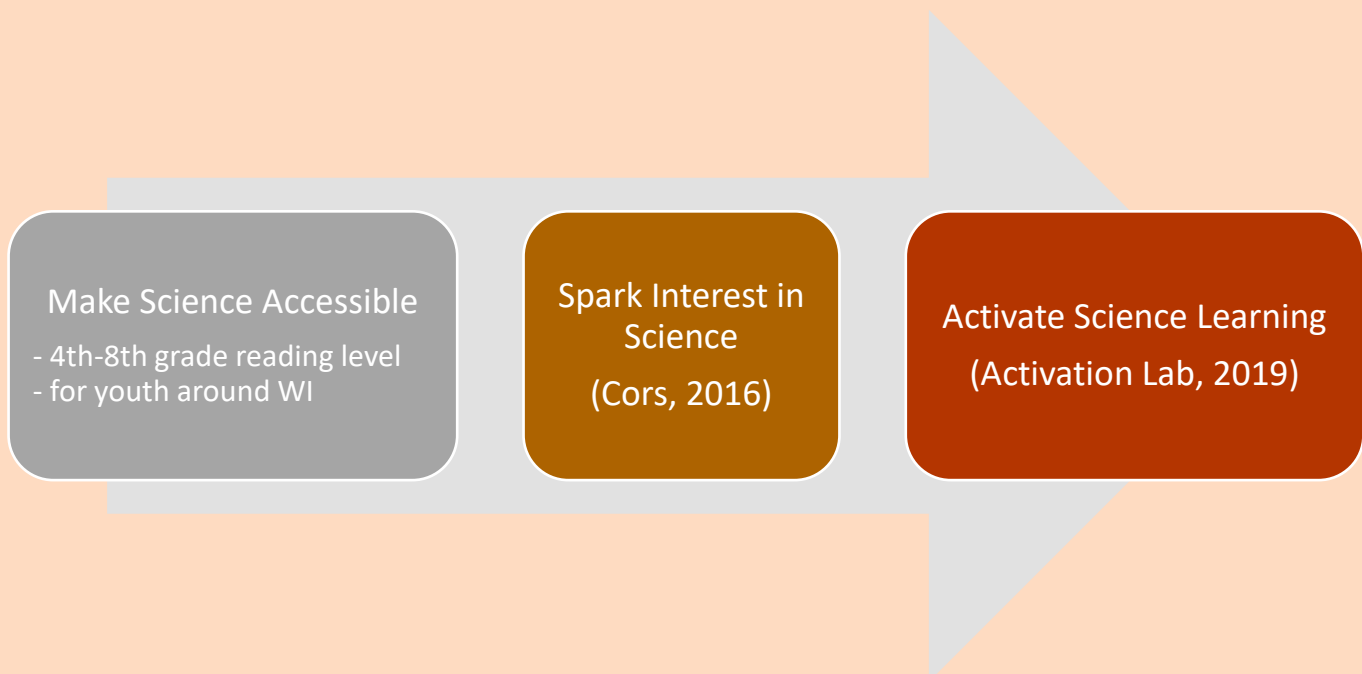 Make Science Accessible
- 4th-8th grade reading level
- for youth around WI
Spark Interest in
Science
(Cors, 2016)
Activate Science Learning
(Activation Lab, 2019)